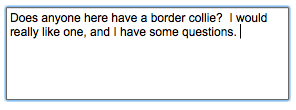 Does anyone here have a border collie?  I would
really like one, and I have some questions.